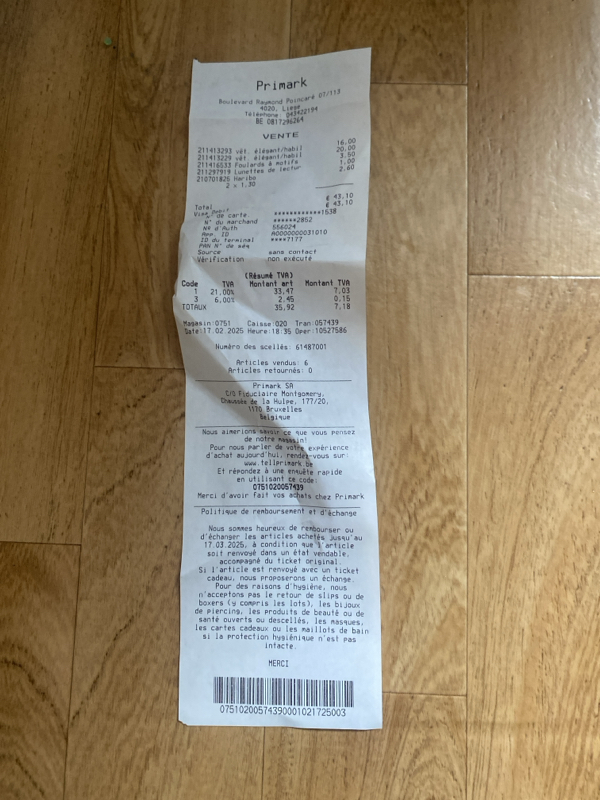 Primark
Boulevard Raymond Poincaré 07/113
4020, Liege
Téléphone: 043422194
BE 0817296264
VENTE
211413293 vêt. élégant/habil 16.00
211413229 vêt. élégant/habil 20.00
211416533 Foulards à motifs 3.50
211297919 Lunettes de lectur 1.00
210701825 Haribo 2.60
2 x 1,30
Total € 43,10
Visa Debit € 43,10
N° de carte ************1538
N° du marchand ******2852
N° d'Auth 556024
App. ID A0000000031010
ID du terminal ****7177
PAN N° de séq
Source sans contact
Vérification non exécuté
(Résumé TVA)
Code TVA Montant art Montant TVA
1 21,00% 33.47 7.03
3 6,00% 2.45 0.15
TOTAUX 35.92 7.18
Magasin:0751 Caisse:020 Tran:057439
Date:17.02.2025 Heure:18:35 Oper:10527586
Numéro des scellés: 61487001
Articles vendus: 6
Articles retournés: 0
Primark SA
C/O Fiduciaire Montgomery,
Chaussée de la Hulpe, 177/20,
1170 Bruxelles
Belgique
Nous aimerions savoir ce que vous pensez
de notre magasin!
Pour nous parler de votre expérience
d'achat aujourd'hui, rendez-vous sur:
www.tellprimark.be
Et répondez à une enquête rapide
en utilisant ce code:
0751020057439
Merci d'avoir fait vos achats chez Primark
Politique de remboursement et d'échange
Nous sommes heureux de rembourser ou
d'échanger les articles achetés jusqu'au
17.03.2025, à condition que l'article
soit renvoyé dans un état vendable,
accompagné du ticket original.
Si l'article est renvoyé avec un ticket
cadeau, nous proposerons un échange.
Pour des raisons d'hygiène, nous
n'acceptons pas le retour de slips ou de
boxers (y compris les lots), les bijoux
de piercing, les produits de beauté ou de
santé ouverts ou descellés, les masques,
les cartes cadeaux ou les maillots de bain
si la protection hygiénique n'est pas
intacte.
MERCI
07510200574390001021725003